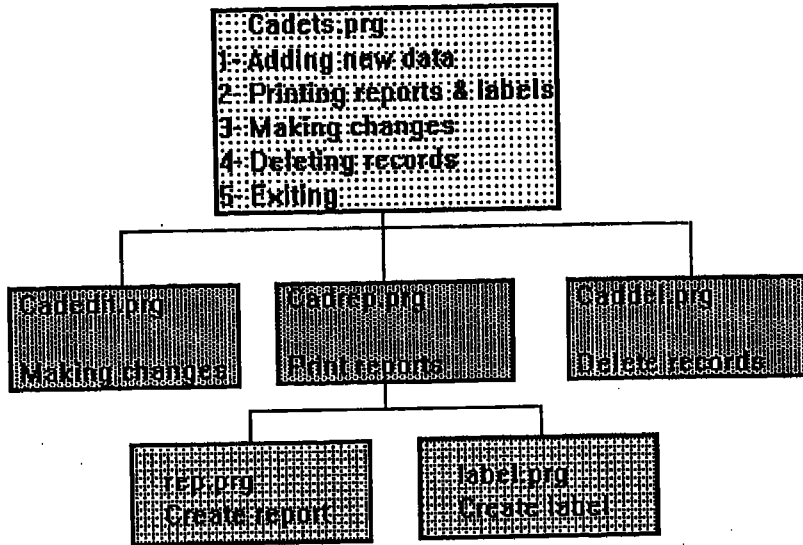 Cadets.prg
1- Adding new data
2- Printing reports & labels
3- Making changes
4- Deleting records
5- Exiting
Cadedit.prg
Making changes
Cadrep.prg
Print reports
Caddel.prg
Delete records
rep.prg
Create report
label.prg
Create label